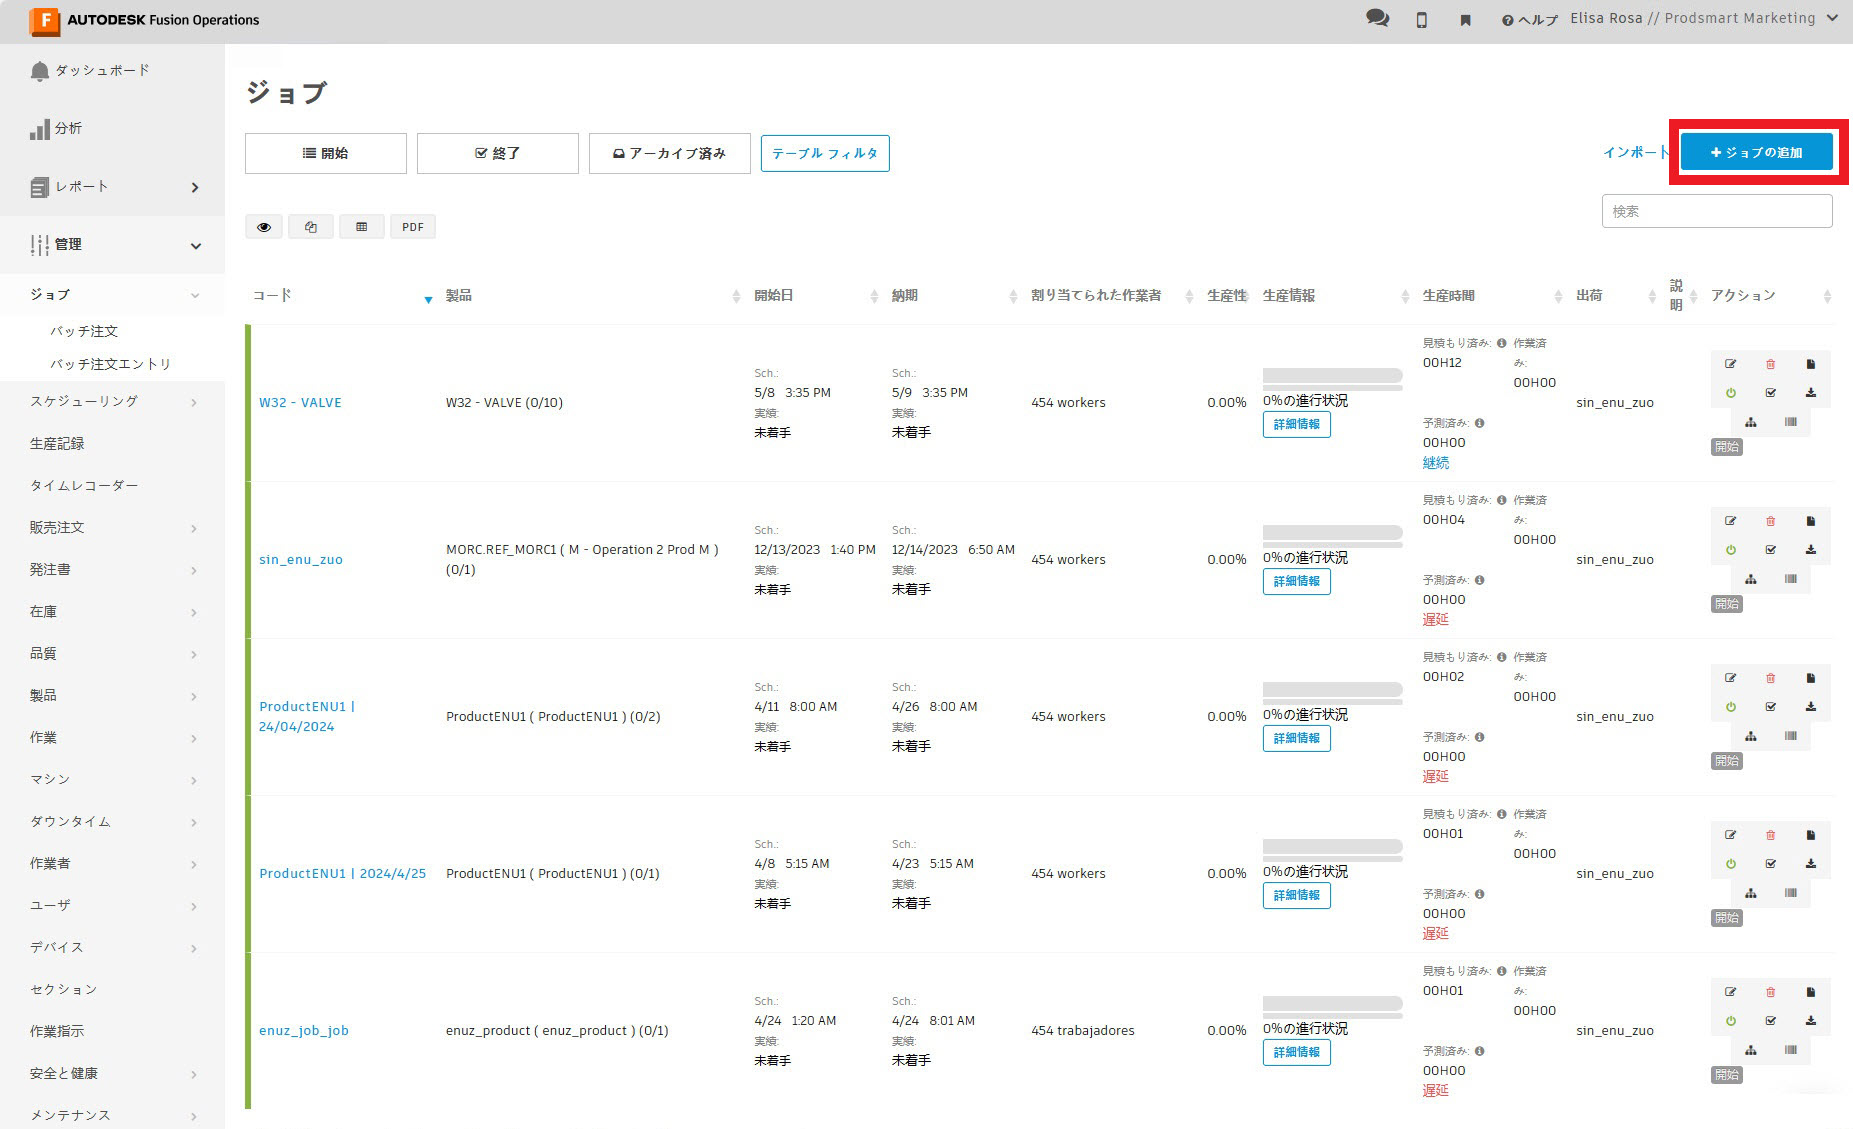 AUTODESK Fusion Operations
ヘルプ
Elisa Rosa // Prodsmart Marketing
ダッシュボード
分析
レポート
管理
ジョブ
バッチ注文
バッチ注文エントリ
スケジューリング
生産記録
タイムレコーダー
販売注文
発注書
在庫
品質
製品
作業
マシン
ダウンタイム
作業者
ユーザ
デバイス
セクション
作業指示
安全と健康
メンテナンス
ジョブ
開始
終了
アーカイブ済み
テーブル フィルタ
インポート
+ ジョブの追加
PDF
検索
コード
製品
開始日
納期
割り当てられた作業者
生産性
生産情報
生産時間
出荷
説
明
アクション
W32 - VALVE
W32 - VALVE (0/10)
Sch.:
5/8 3:35 PM
実績:
未着手
Sch.:
5/9 3:35 PM
実績:
未着手
454 workers
0.00%
0%の進行状況
詳細情報
見積もり済み:
00H12
作業済
み:
00H00
予測済み:
00H00
継続
sin_enu_zuo
開始
sin_enu_zuo
MORC.REF_MORC1 ( M - Operation 2 Prod M )
(0/1)
Sch.:
12/13/2023 1:40 PM
実績:
未着手
Sch.:
12/14/2023 6:50 AM
実績:
未着手
454 workers
0.00%
0%の進行状況
詳細情報
見積もり済み:
00H04
作業済
み:
00H00
予測済み:
00H00
遅延
sin_enu_zuo
開始
ProductENU1 |
24/04/2024
ProductENU1 ( ProductENU1 ) (0/2)
Sch.:
4/11 8:00 AM
実績:
未着手
Sch.:
4/26 8:00 AM
実績:
未着手
454 workers
0.00%
0%の進行状況
詳細情報
見積もり済み:
00H02
作業済
み:
00H00
予測済み:
00H00
遅延
sin_enu_zuo
開始
ProductENU1 | 2024/4/25
ProductENU1 ( ProductENU1 ) (0/1)
Sch.:
4/8 5:15 AM
実績:
未着手
Sch.:
4/23 5:15 AM
実績:
未着手
454 workers
0.00%
0%の進行状況
詳細情報
見積もり済み:
00H01
作業済
み:
00H00
予測済み:
00H00
遅延
sin_enu_zuo
開始
enuz_job_job
enuz_product ( enuz_product ) (0/1)
Sch.:
4/24 1:20 AM
実績:
未着手
Sch.:
4/24 8:01 AM
実績:
未着手
454 trabajadores
0.00%
0%の進行状況
詳細情報
見積もり済み:
00H01
作業済
み:
00H00
予測済み:
00H00
遅延
sin_enu_zuo
開始